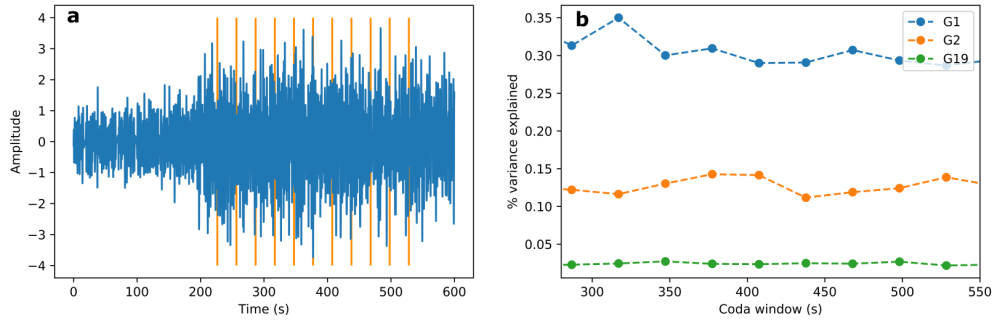 a
4
3
2
1
0
−1
−2
−3
−4
Amplitude
0 100 200 300 400 500 600
Time (s)
b
0.35
0.30
0.25
0.20
0.15
0.10
0.05
% variance explained
G1
G2
G19
300 350 400 450 500 550
Coda window (s)